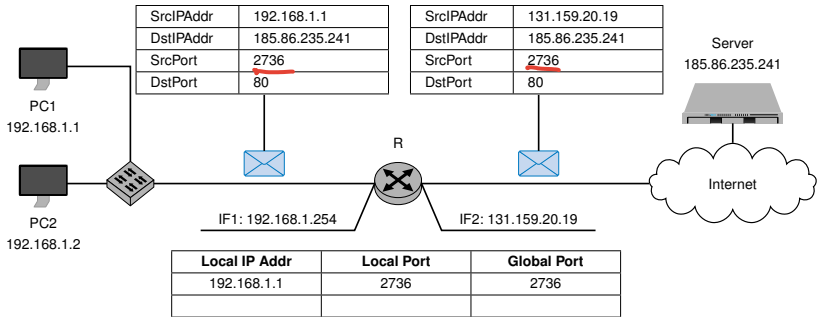 SrcIPAddr 192.168.1.1
DstIPAddr 185.86.235.241
SrcPort 2736
DstPort 80
SrcIPAddr 131.159.20.19
DstIPAddr 185.86.235.241
SrcPort 2736
DstPort 80
Server
185.86.235.241
PC1
192.168.1.1
R
PC2
192.168.1.2
Internet
IF1: 192.168.1.254
IF2: 131.159.20.19
Local IP Addr Local Port Global Port
192.168.1.1 2736 2736